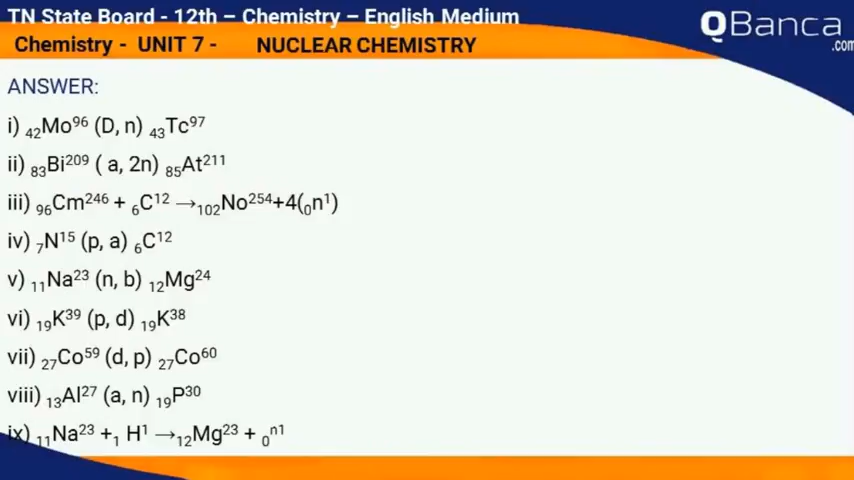 TN State Board - 12th – Chemistry – English Medium
QBanca
.com
Chemistry - UNIT 7 - NUCLEAR CHEMISTRY
ANSWER:
i) ₄₂Mo⁹⁶ (D, n) ₄₃Tc⁹⁷
ii) ₈₃Bi²⁰⁹ ( a, 2n) ₈₅At²¹¹
iii) ₉₆Cm²⁴⁶ + ₆C¹² →₁₀₂No²⁵⁴+4(₀n¹)
iv) ₇N¹⁵ (p, a) ₆C¹²
v) ₁₁Na²³ (n, b) ₁₂Mg²⁴
vi) ₁₉K³⁹ (p, d) ₁₉K³⁸
vii) ₂₇Co⁵⁹ (d, p) ₂₇Co⁶⁰
viii) ₁₃Al²⁷ (a, n) ₁₉P³⁰
ix) ₁₁Na²³ +₁ H¹ →₁₂Mg²³ + ₀ⁿ¹